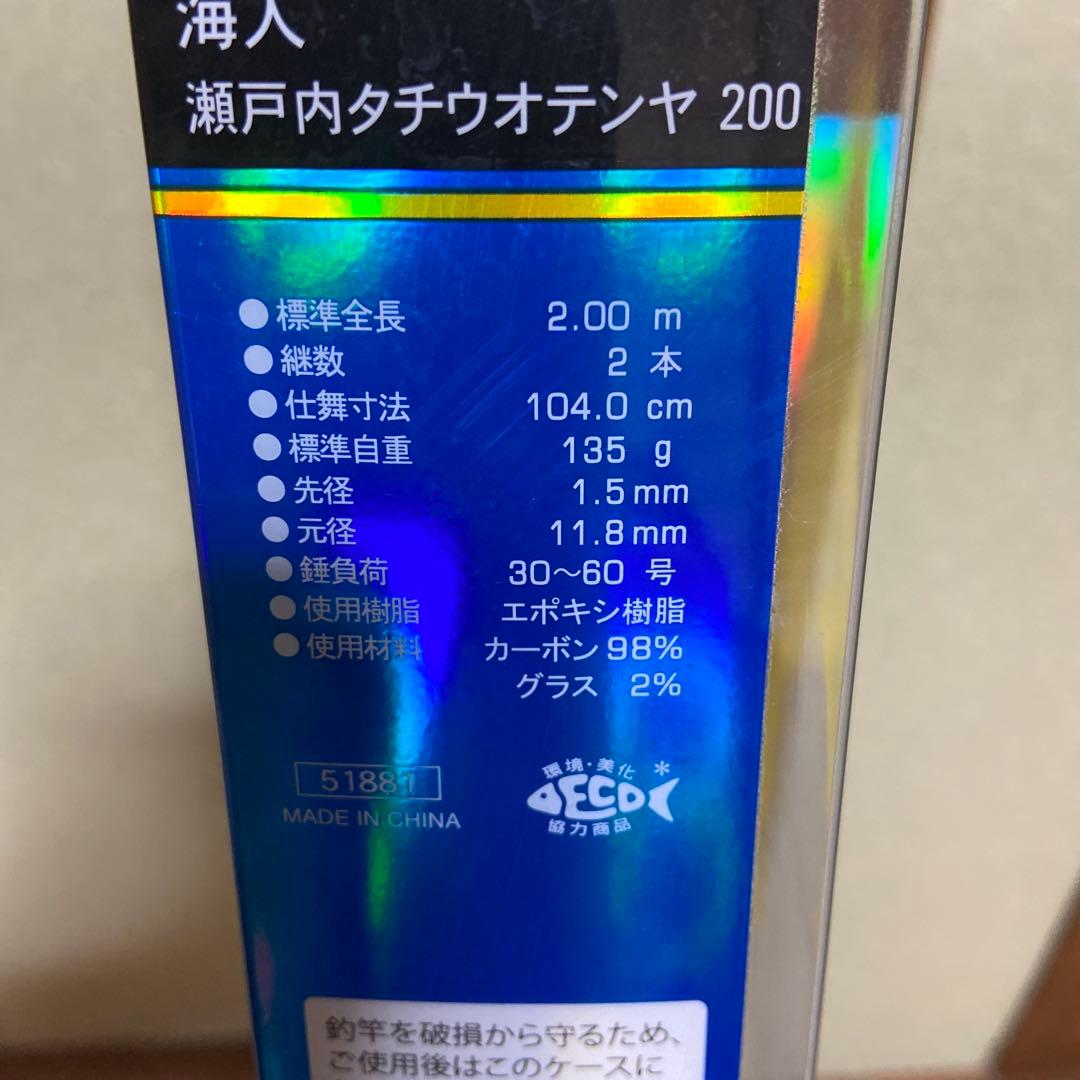 海人
瀬戸内タチウオテンヤ 200
●標準全長 2.00 m
●継数 2 本
●仕舞寸法 104.0 cm
●標準自重 135 g
●先径 1.5mm
●元径 11.8mm
●錘負荷 30～60 号
●使用樹脂 エポキシ樹脂
●使用材料 カーボン98%
グラス 2%
51881
MADE IN CHINA
環境・美化*
ECO
協力商品
釣竿を破損から守るため、
ご使用後はこのケースに